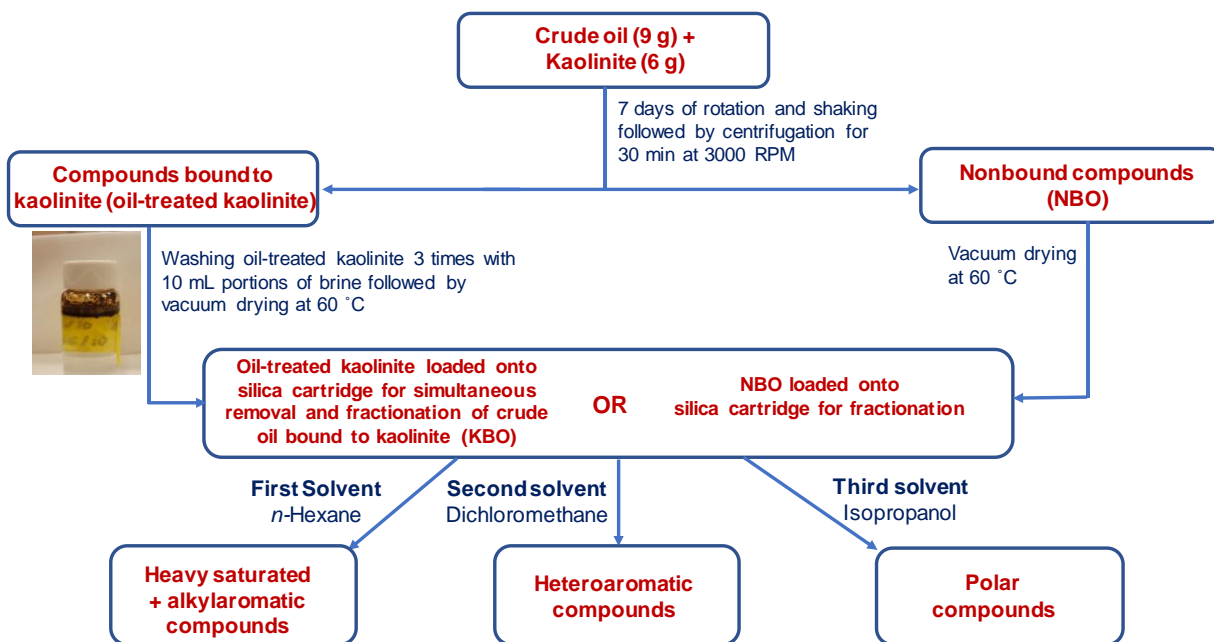 Crude oil (9 g) +
Kaolinite (6 g)
7 days of rotation and shaking
followed by centrifugation for
30 min at 3000 RPM
Compounds bound to
kaolinite (oil-treated kaolinite)
Nonbound compounds
(NBO)
Washing oil-treated kaolinite 3 times with
10 mL portions of brine followed by
vacuum drying at 60 ˚C
Vacuum drying
at 60 ˚C
Oil-treated kaolinite loaded onto
silica cartridge for simultaneous
removal and fractionation of crude
oil bound to kaolinite (KBO)
OR
NBO loaded onto
silica cartridge for fractionation
First Solvent
n-Hexane
Second solvent
Dichloromethane
Third solvent
Isopropanol
Heavy saturated
+ alkylaromatic
compounds
Heteroaromatic
compounds
Polar
compounds